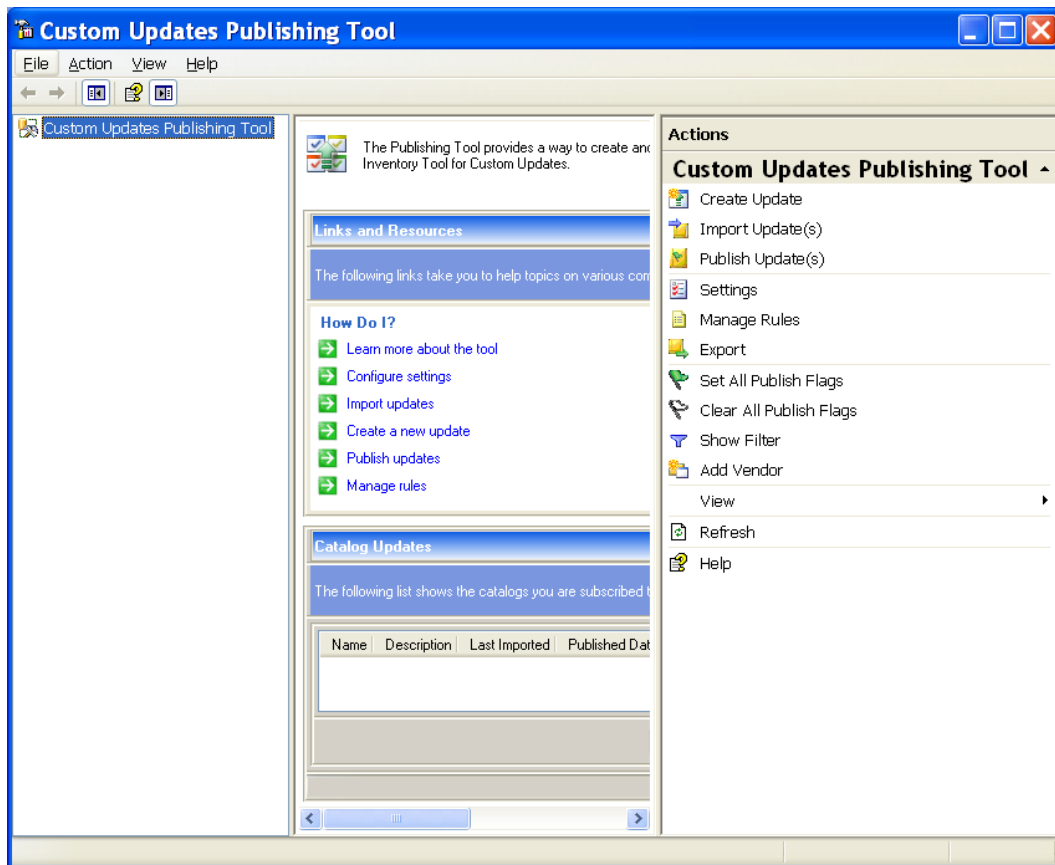 Custom Updates Publishing Tool
File Action View Help
Custom Updates Publishing Tool
The Publishing Tool provides a way to create and
Inventory Tool for Custom Updates.
Links and Resources
The following links take you to help topics on various com
How Do I?
Learn more about the tool
Configure settings
Import updates
Create a new update
Publish updates
Manage rules
Catalog Updates
The following list shows the catalogs you are subscribed t
Name Description Last Imported Published Dat
Actions
Custom Updates Publishing Tool
Create Update
Import Update(s)
Publish Update(s)
Settings
Manage Rules
Export
Set All Publish Flags
Clear All Publish Flags
Show Filter
Add Vendor
View
Refresh
Help